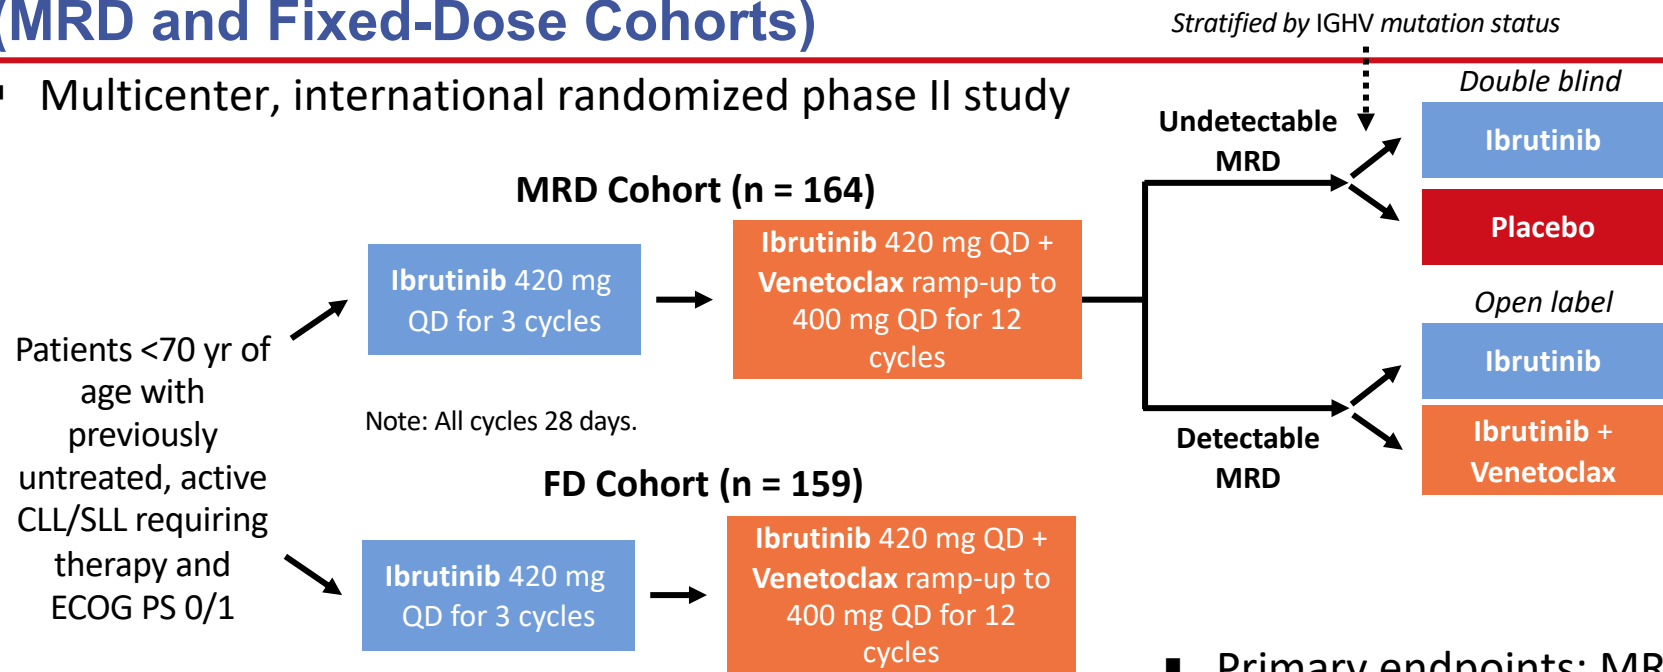 (MRD and Fixed-Dose Cohorts)
Stratified by IGHV mutation status
▪ Multicenter, international randomized phase II study
Patients <70 yr of
age with
previously
untreated, active
CLL/SLL requiring
therapy and
ECOG PS 0/1
MRD Cohort (n = 164)
Ibrutinib 420 mg
QD for 3 cycles
Ibrutinib 420 mg QD +
Venetoclax ramp-up to
400 mg QD for 12
cycles
Note: All cycles 28 days.
FD Cohort (n = 159)
Ibrutinib 420 mg
QD for 3 cycles
Ibrutinib 420 mg QD +
Venetoclax ramp-up to
400 mg QD for 12
cycles
Undetectable
MRD
Double blind
Ibrutinib
Placebo
Detectable
MRD
Open label
Ibrutinib
Ibrutinib +
Venetoclax
▪ Primary endpoints: MR